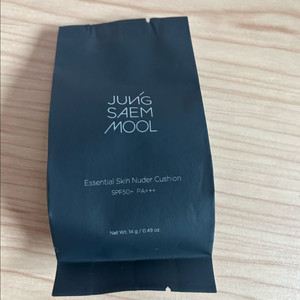 JUNG
SAEM
MOOL
Essential Skin Nuder Cushion
SPF50+ PA+++
Net Wt. 14 g / 0.49 oz